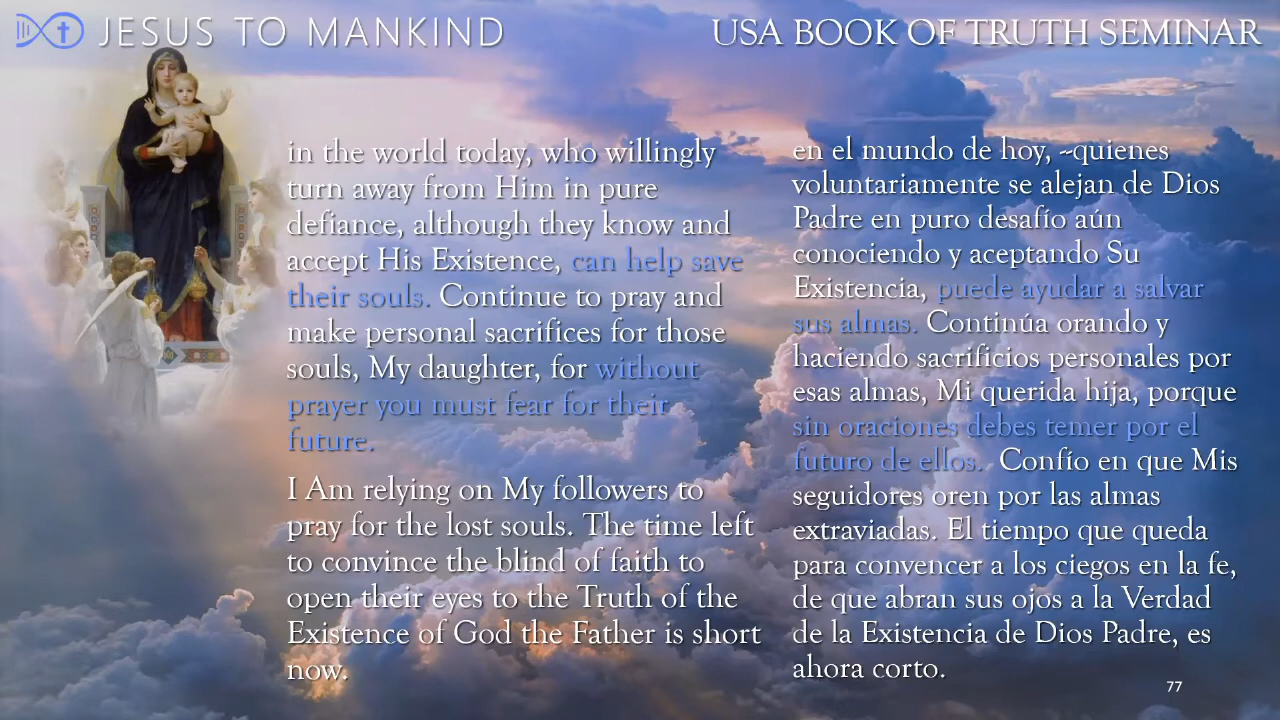 JESUS TO MANKIND
USA BOOK OF TRUTH SEMINAR
in the world today, who willingly
turn away from Him in pure
defiance, although they know and
accept His Existence, can help save
their souls. Continue to pray and
make personal sacrifices for those
souls, My daughter, for without
prayer you must fear for their
future.
I Am relying on My followers to
pray for the lost souls. The time left
to convince the blind of faith to
open their eyes to the Truth of the
Existence of God the Father is short
now.
en el mundo de hoy, --quienes
voluntariamente se alejan de Dios
Padre en puro desafío aún
conociendo y aceptando Su
Existencia, puede ayudar a salvar
sus almas. Continúa orando y
haciendo sacrificios personales por
esas almas, Mi querida hija, porque
sin oraciones debes temer por el
futuro de ellos. Confío en que Mis
seguidores oren por las almas
extraviadas. El tiempo que queda
para convencer a los ciegos en la fe,
de que abran sus ojos a la Verdad
de la Existencia de Dios Padre, es
ahora corto.
77